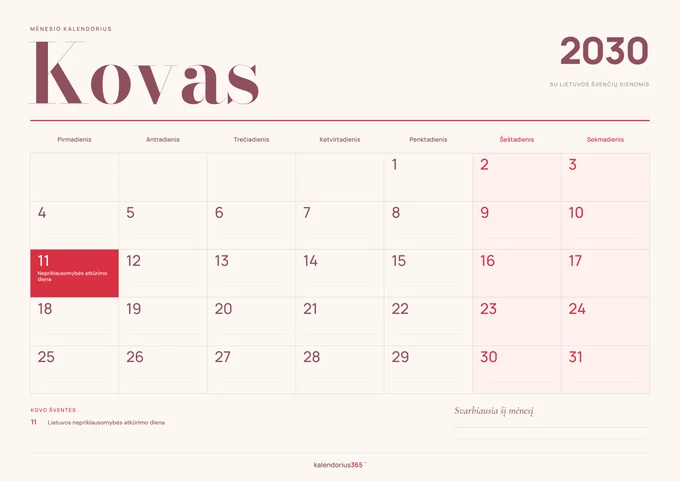 MĖNESIO KALENDORIUS
Kovas
2030
SU LIETUVOS ŠVENČIŲ DIENOMIS
Pirmadienis Antradienis Trečiadienis Ketvirtadienis Penktadienis Šeštadienis Sekmadienis
1 2 3
4 5 6 7 8 9 10
11 12 13 14 15 16 17
Nepriklausomybės atkūrimo
diena
18 19 20 21 22 23 24
25 26 27 28 29 30 31
KOVO ŠVENTĖS
11 Lietuvos nepriklausomybės atkūrimo diena
Svarbiausia šį mėnesį
kalendorius365